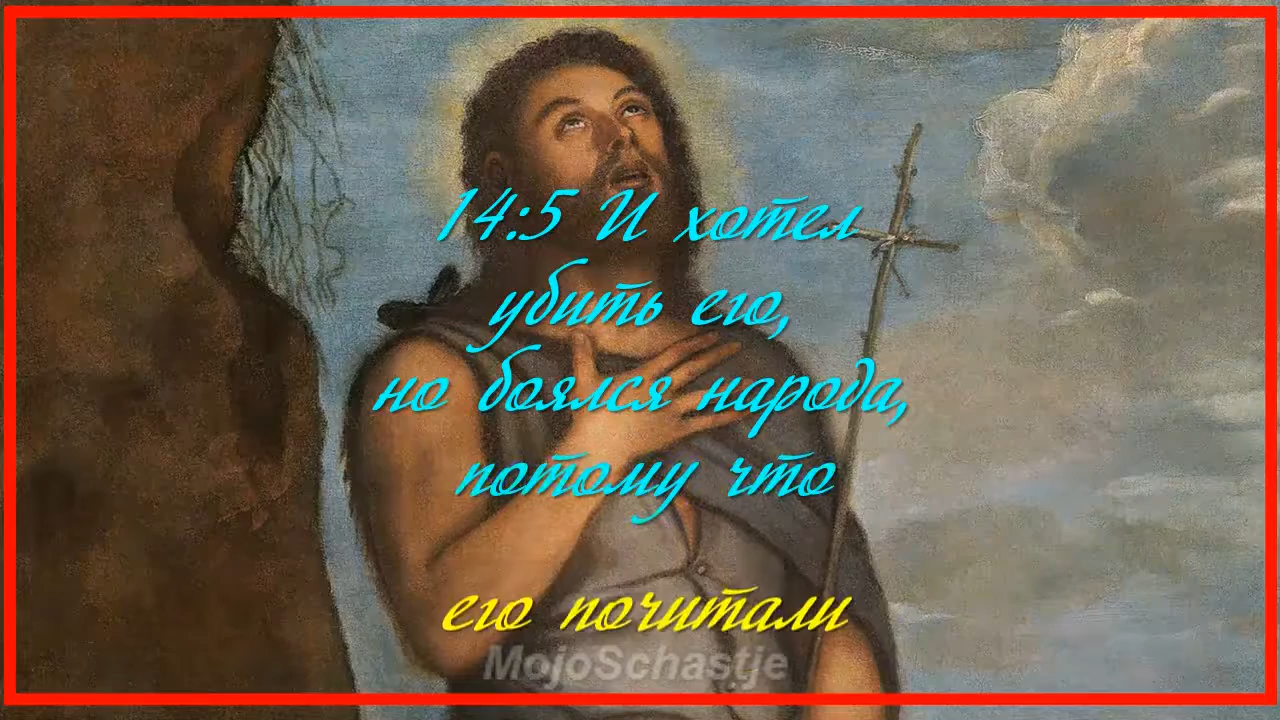 14:5 И хотел
убить его,
но боялся народа,
потому что
его почитали
MojoSchastje